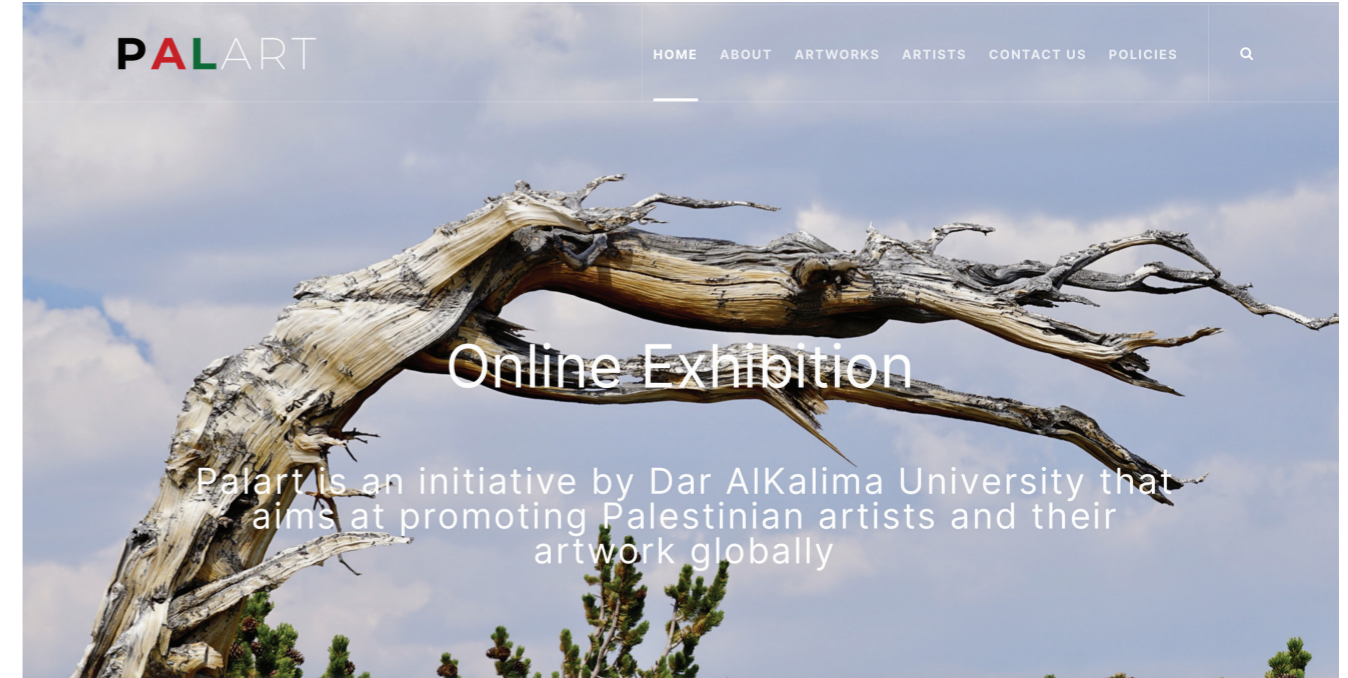 PALART
HOME ABOUT ARTWORKS ARTISTS CONTACT US POLICIES
Online Exhibition
Palart is an initiative by Dar AlKalima University that
aims at promoting Palestinian artists and their
artwork globally